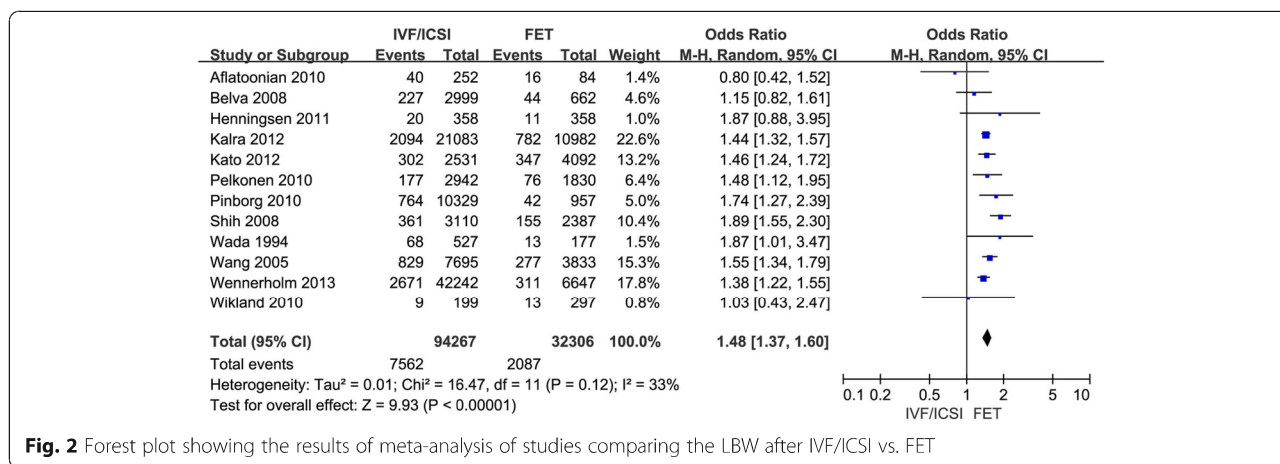 IVF/ICSI FET Odds Ratio Odds Ratio
Study or Subgroup Events Total Events Total Weight M-H, Random, 95% CI M-H, Random, 95% CI
Aflatoonian 2010 40 252 16 84 1.4% 0.80 [0.42, 1.52]
Belva 2008 227 2999 44 662 4.6% 1.15 [0.82, 1.61]
Henningsen 2011 20 358 11 358 1.0% 1.87 [0.88, 3.95]
Kalra 2012 2094 21083 782 10982 22.6% 1.44 [1.32, 1.57]
Kato 2012 302 2531 347 4092 13.2% 1.46 [1.24, 1.72]
Pelkonen 2010 177 2942 76 1830 6.4% 1.48 [1.12, 1.95]
Pinborg 2010 764 10329 42 957 5.0% 1.74 [1.27, 2.39]
Shih 2008 361 3110 155 2387 10.4% 1.89 [1.55, 2.30]
Wada 1994 68 527 13 177 1.5% 1.87 [1.01, 3.47]
Wang 2005 829 7695 277 3833 15.3% 1.55 [1.34, 1.79]
Wennerholm 2013 2671 42242 311 6647 17.8% 1.38 [1.22, 1.55]
Wikland 2010 9 199 13 297 0.8% 1.03 [0.43, 2.47]
Total (95% CI) 94267 32306 100.0% 1.48 [1.37, 1.60]
Total events 7562 2087
Heterogeneity: Tau² = 0.01; Chi² = 16.47, df = 11 (P = 0.12); I² = 33%
Test for overall effect: Z = 9.93 (P < 0.00001)
0.1 0.2 0.5 1 2 5 10
IVF/ICSI FET
Fig. 2 Forest plot showing the results of meta-analysis of studies comparing the LBW after IVF/ICSI vs. FET